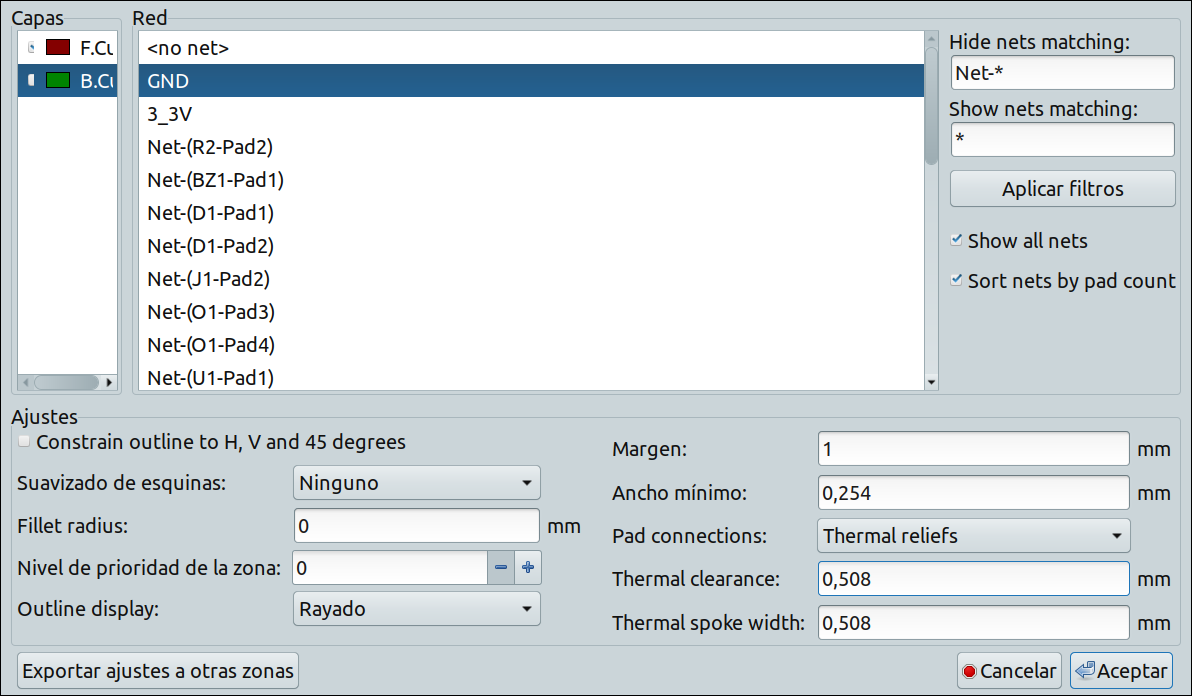 Capas
F.Cu
B.Cu
Red
<no net>
GND
3_3V
Net-(R2-Pad2)
Net-(BZ1-Pad1)
Net-(D1-Pad1)
Net-(D1-Pad2)
Net-(J1-Pad2)
Net-(O1-Pad3)
Net-(O1-Pad4)
Net-(U1-Pad1)
Hide nets matching:
Net-*
Show nets matching:
*
Aplicar filtros
Show all nets
Sort nets by pad count
Ajustes
Constrain outline to H, V and 45 degrees
Suavizado de esquinas: Ninguno
Fillet radius: 0 mm
Nivel de prioridad de la zona: 0
Outline display: Rayado
Margen: 1 mm
Ancho mínimo: 0,254 mm
Pad connections: Thermal reliefs
Thermal clearance: 0,508 mm
Thermal spoke width: 0,508 mm
Exportar ajustes a otras zonas
Cancelar
Aceptar